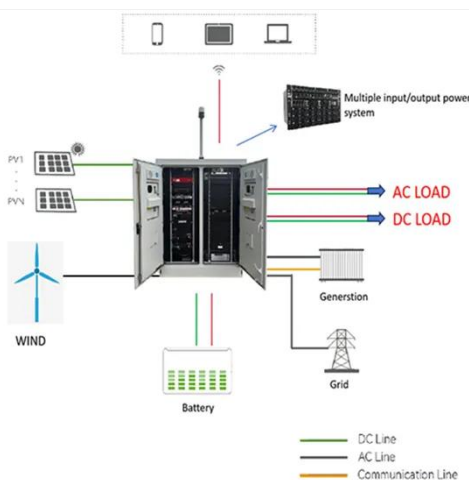 Multiple input/output power
system
PV1
PVN
AC LOAD
DC LOAD
WIND
Generstion
Grid
Battery
DC Line
AC Line
Communication Line